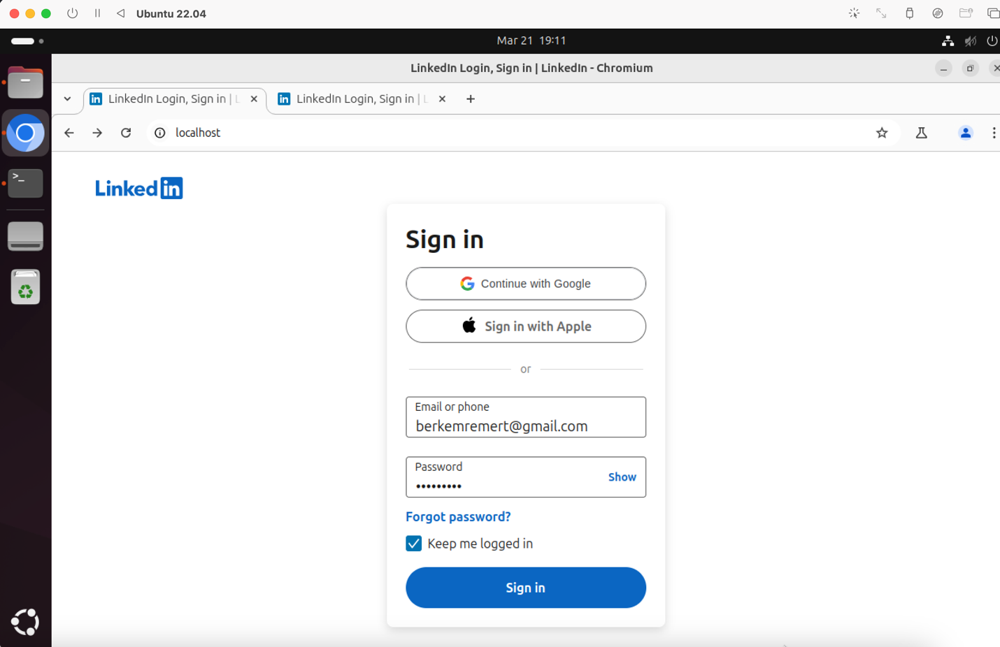 Ubuntu 22.04
Mar 21 19:11
LinkedIn Login, Sign in | LinkedIn - Chromium
LinkedIn Login, Sign in | L
LinkedIn Login, Sign in | L
localhost
>_
Linked in
Sign in
Continue with Google
Sign in with Apple
or
Email or phone
berkemremert@gmail.com
Password
•••••••••
Show
Forgot password?
Keep me logged in
Sign in